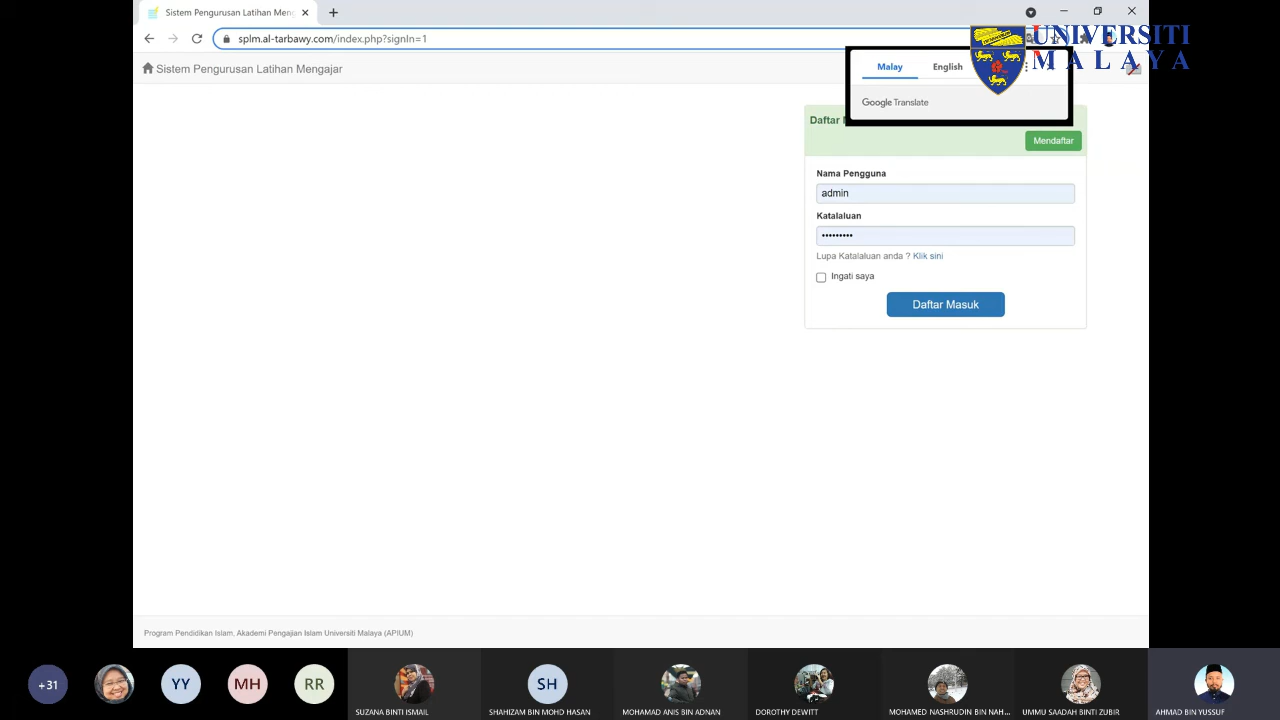 Sistem Pengurusan Latihan Meng
splm.al-tarbawy.com/index.php?signIn=1
UNIVERSITI
MALAYA
Sistem Pengurusan Latihan Mengajar
Malay
English
Google Translate
Daftar
Mendaftar
Nama Pengguna
admin
Katalaluan
•••••••••
Lupa Katalaluan anda ? Klik sini
Ingati saya
Daftar Masuk
Program Pendidikan Islam, Akademi Pengajian Islam Universiti Malaya (APIUM)
+31
YY
MH
RR
SH
SUZANA BINTI ISMAIL
SHAHIZAM BIN MOHD HASAN
MOHAMAD ANIS BIN ADNAN
DOROTHY DEWITT
MOHAMED NASHRUDIN BIN NAH...
UMMU SAADAH BINTI ZUBIR
AHMAD BIN YUSSUF